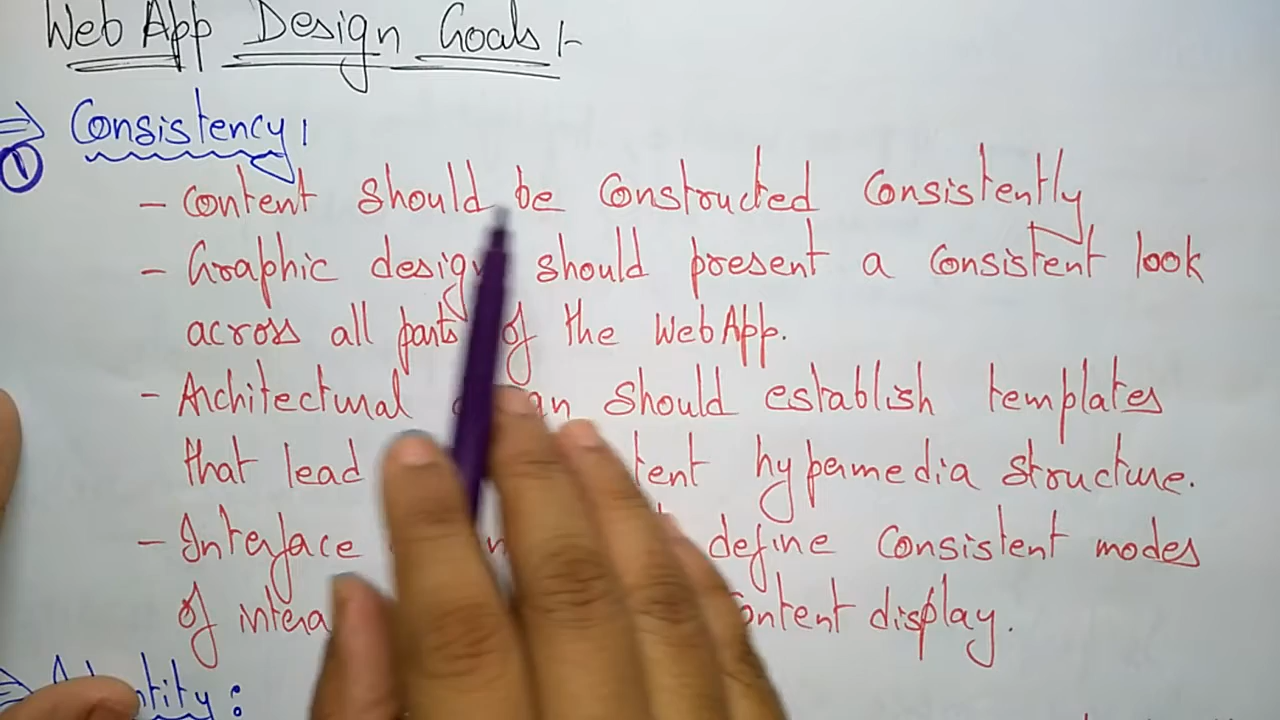 Web App Design Goals :-
⇒ Consistency :
① - Content should be constructed consistently
- Graphic design should present a consistent look
across all parts of the WebApp.
- Architectural should establish templates
that lead hypermedia structure.
- Interface define consistent modes
of content display.